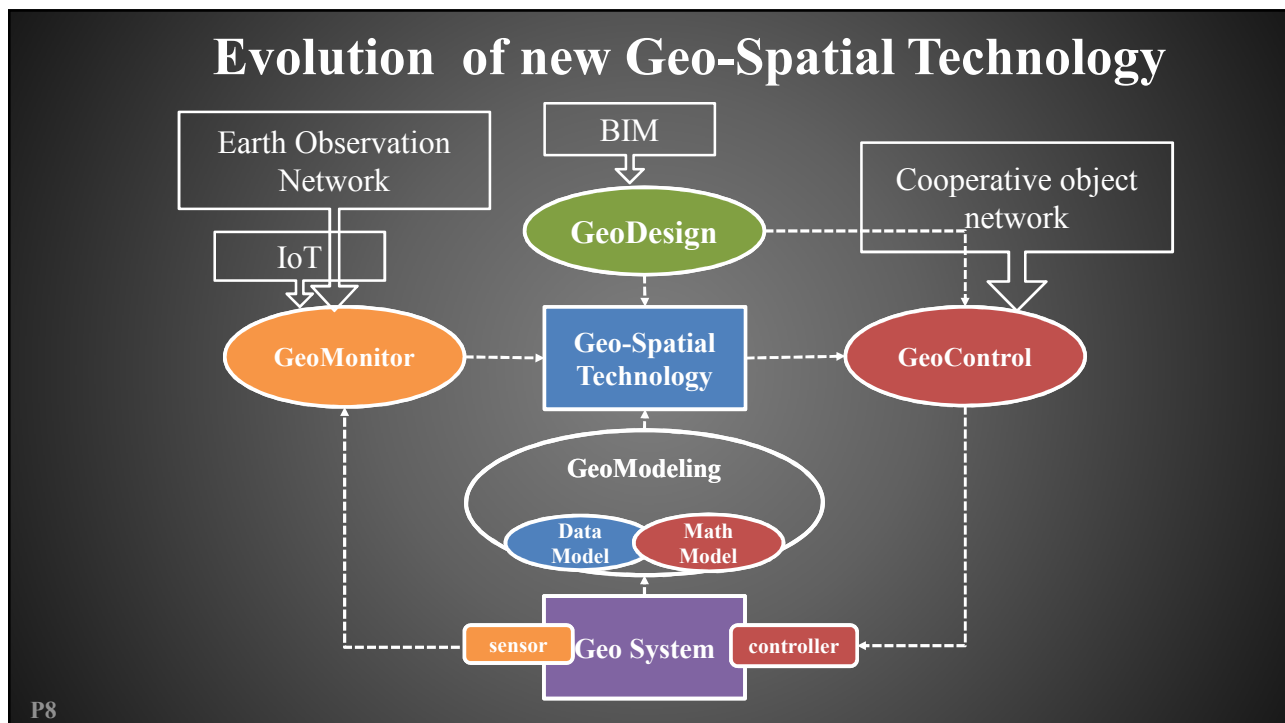 Evolution of new Geo-Spatial Technology
Earth Observation
Network
BIM
Cooperative object
network
IoT
GeoDesign
GeoMonitor
Geo-Spatial
Technology
GeoControl
GeoModeling
Data
Model
Math
Model
sensor
Geo System
controller
P8